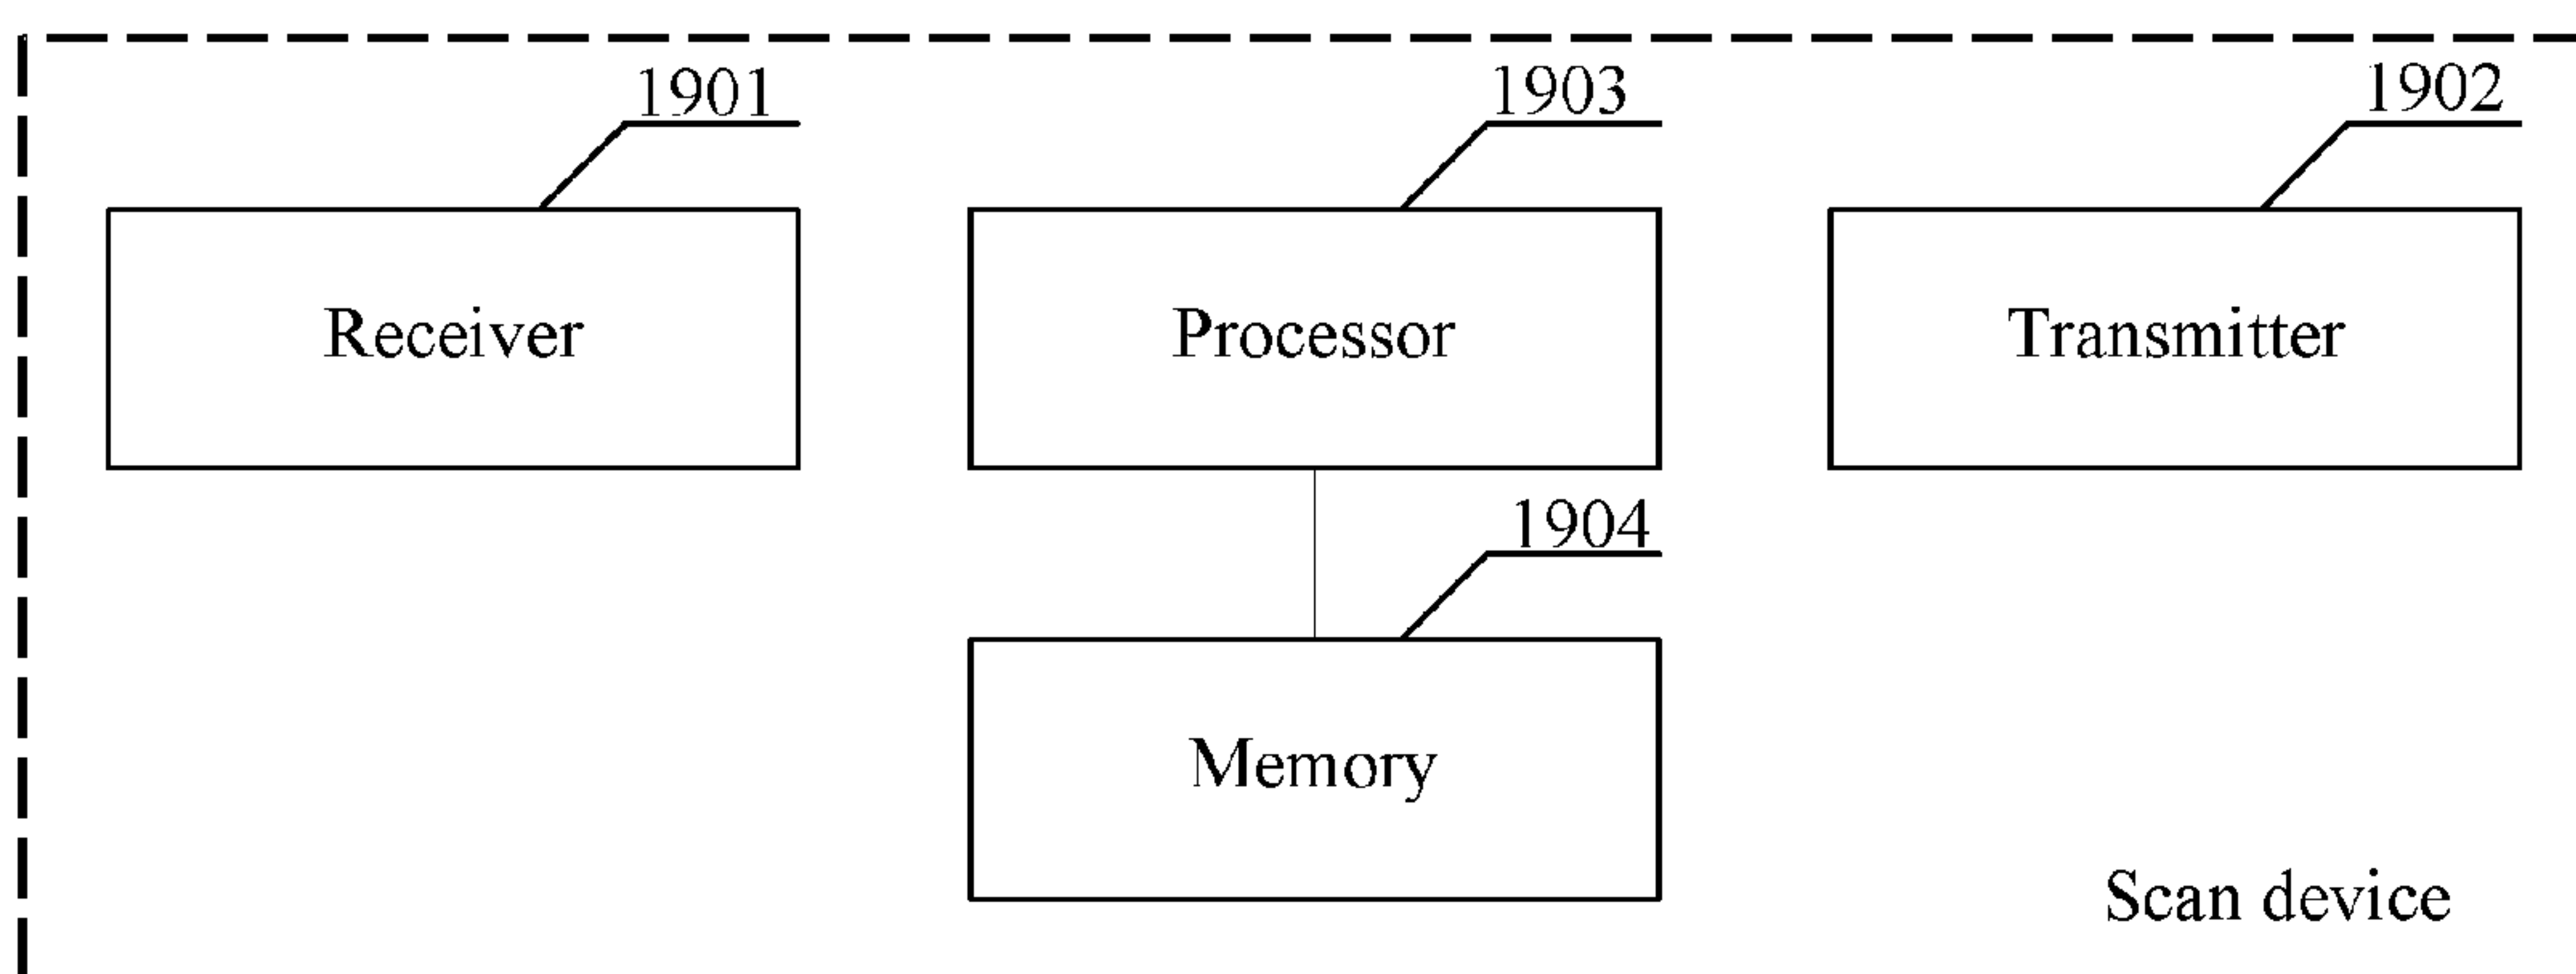 1901 1903 1902
Receiver Processor Transmitter
1904
Memory
Scan device